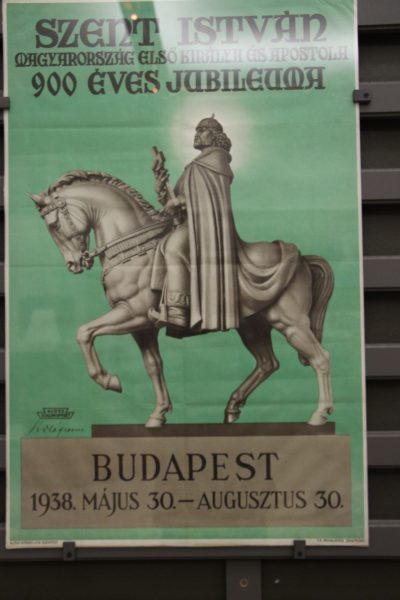 SZENT ISTVÁN
MAGYARORSZÁG ELSŐ KIRÁLYA ÉS APOSTOLA
900 ÉVES JUBILEUMA
BUDAPEST
1938. MÁJUS 30.—AUGUSZTUS 30.